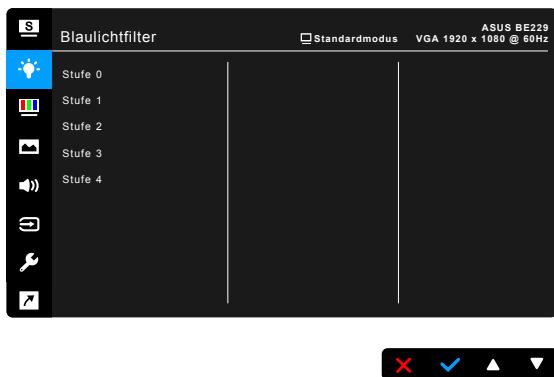 S
Blaulichtfilter
Standardmodus
ASUS BE229
VGA 1920 x 1080 @ 60Hz
Stufe 0
Stufe 1
Stufe 2
Stufe 3
Stufe 4